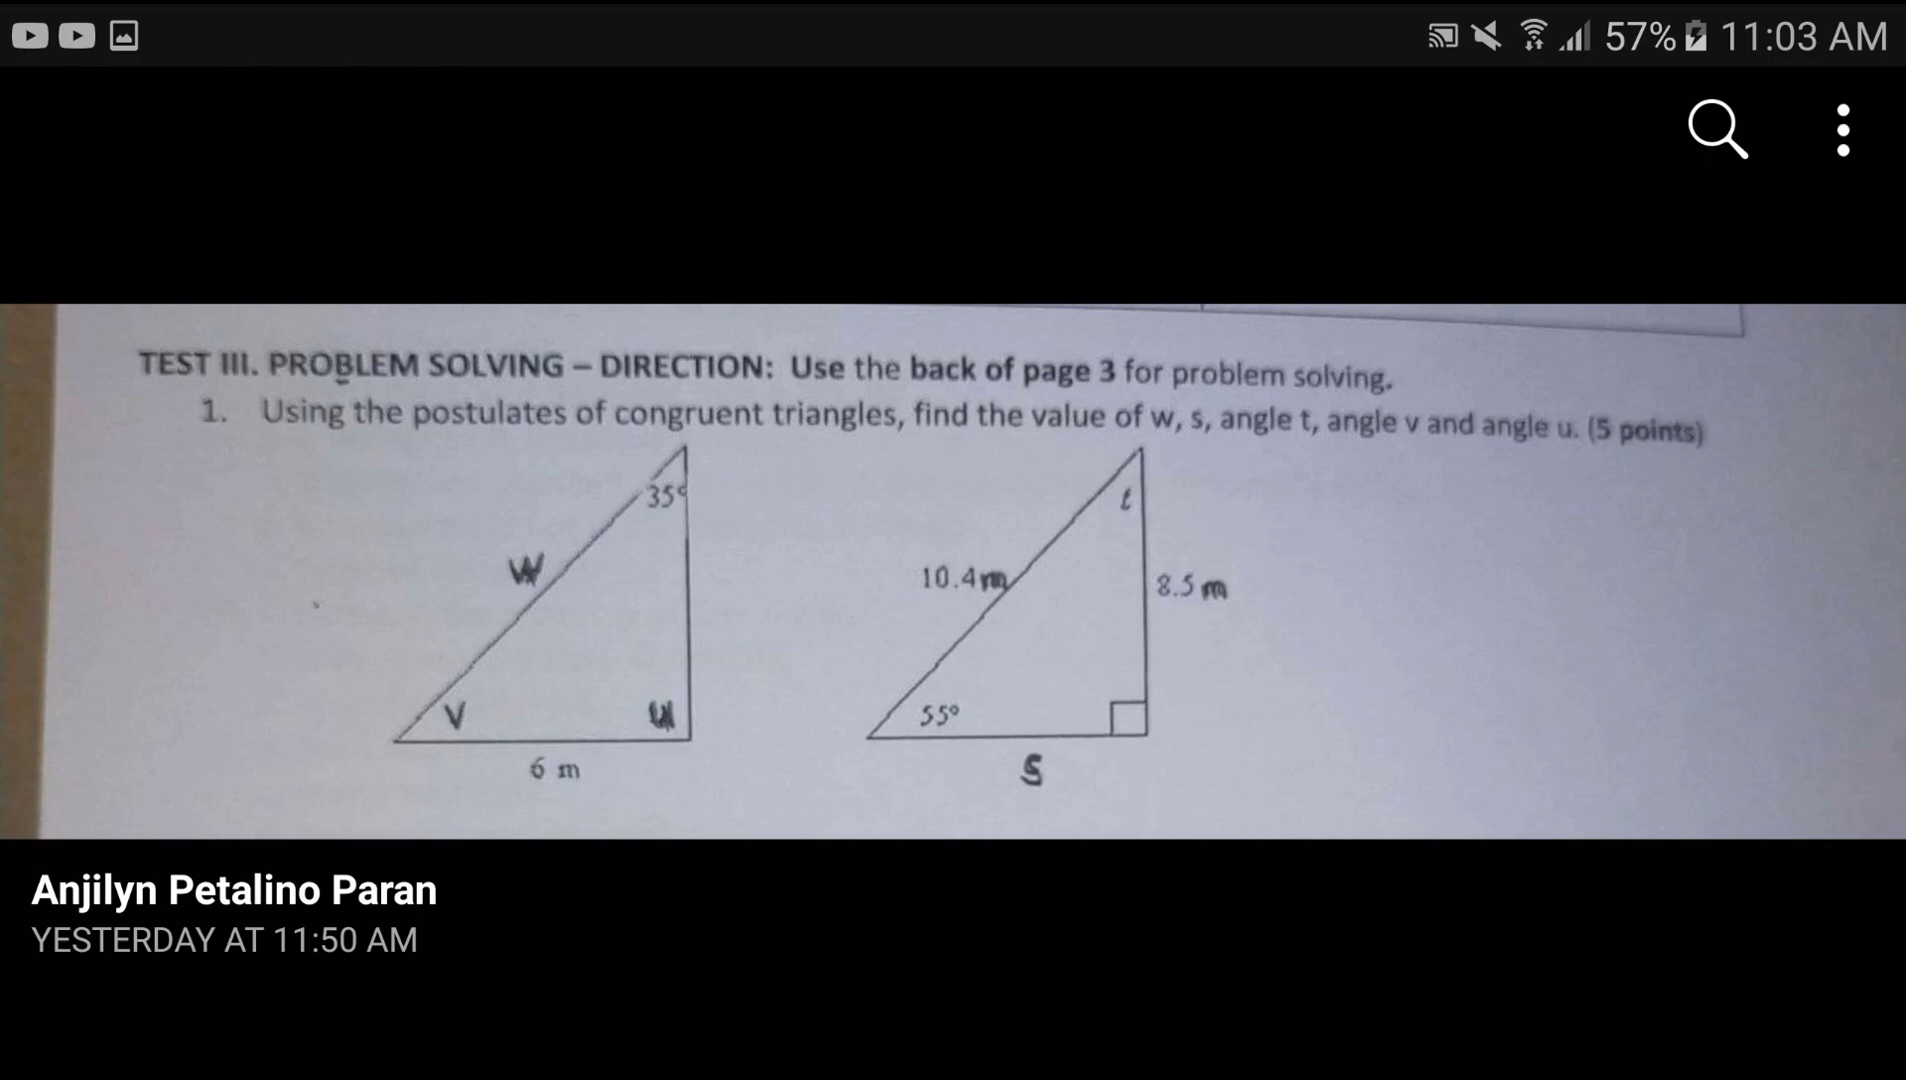 57% 11:03 AM
TEST III. PROBLEM SOLVING – DIRECTION: Use the back of page 3 for problem solving.
1. Using the postulates of congruent triangles, find the value of w, s, angle t, angle v and angle u. (5 points)
35°
t
W
10.4m
8.5 m
V
u
55°
6 m
S
Anjilyn Petalino Paran
YESTERDAY AT 11:50 AM